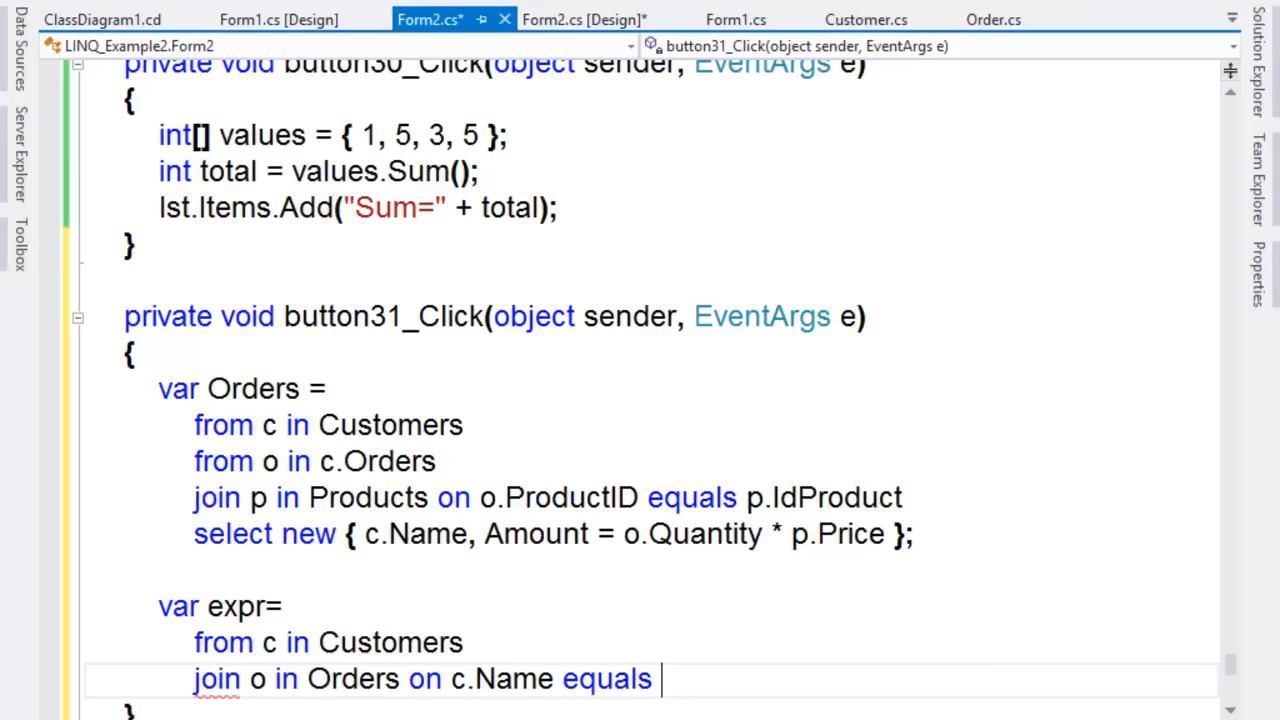 ClassDiagram1.cd Form1.cs [Design] Form2.cs* Form2.cs [Design]* Form1.cs Customer.cs Order.cs
LINQ_Example2.Form2 button31_Click(object sender, EventArgs e)
Data Sources
Server Explorer
Toolbox
private void button30_Click(object sender, EventArgs e)
{
int[] values = { 1, 5, 3, 5 };
int total = values.Sum();
lst.Items.Add("Sum=" + total);
}
private void button31_Click(object sender, EventArgs e)
{
var Orders =
from c in Customers
from o in c.Orders
join p in Products on o.ProductID equals p.IdProduct
select new { c.Name, Amount = o.Quantity * p.Price };
var expr=
from c in Customers
join o in Orders on c.Name equals
}
Solution Explorer
Team Explorer
Properties